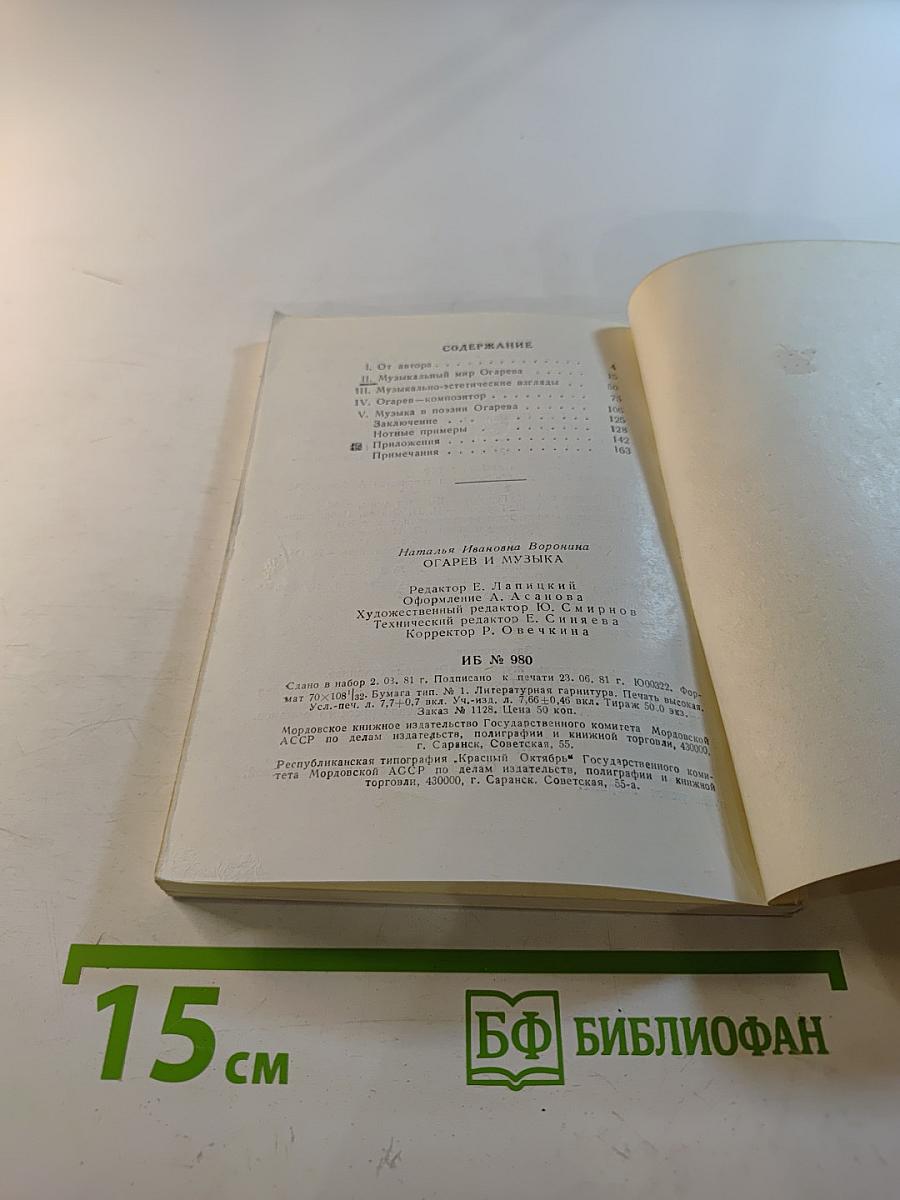 СОДЕРЖАНИЕ
I. От автора . . . . . . . . . . . . . 4
II. Музыкальный мир Огарева . . . . . 15
III. Музыкально-эстетические взгляды . . 50
IV. Огарев—композитор . . . . . . . . 75
V. Музыка в поэзии Огарева . . . . . . 106
Заключение . . . . . . . . . 125
Нотные примеры . . . . . . . . . 128
Приложения . . . . . . . . . . . 142
Примечания . . . . . . . . . . . 163
Наталья Ивановна Воронина
ОГАРЕВ И МУЗЫКА
Редактор Е. Лапицкий
Оформление А. Асанова
Художественный редактор Ю. Смирнов
Технический редактор Е. Синяева
Корректор Р. Овечкина
ИБ № 980
Сдано в набор 2. 03. 81 г. Подписано к печати 23. 06. 81 г. Ю00322. Фор-
мат 70×108¹/₃₂. Бумага тип. № 1. Литературная гарнитура. Печать высокая.
Усл.-печ. л. 7,7+0,7 вкл. Уч.-изд. л. 7,66±0,46 вкл. Тираж 50.0 экз.
Заказ № 1128. Цена 50 коп.
Мордовское книжное издательство Государственного комитета Мордовской
АССР по делам издательств, полиграфии и книжной торговли, 430000,
г. Саранск, Советская, 55.
Республиканская типография „Красный Октябрь" Государственного коми-
тета Мордовской АССР по делам издательств, полиграфии и книжной
торговли, 430000, г. Саранск. Советская, 55-а.
15 см
БФ БИБЛИОФАН